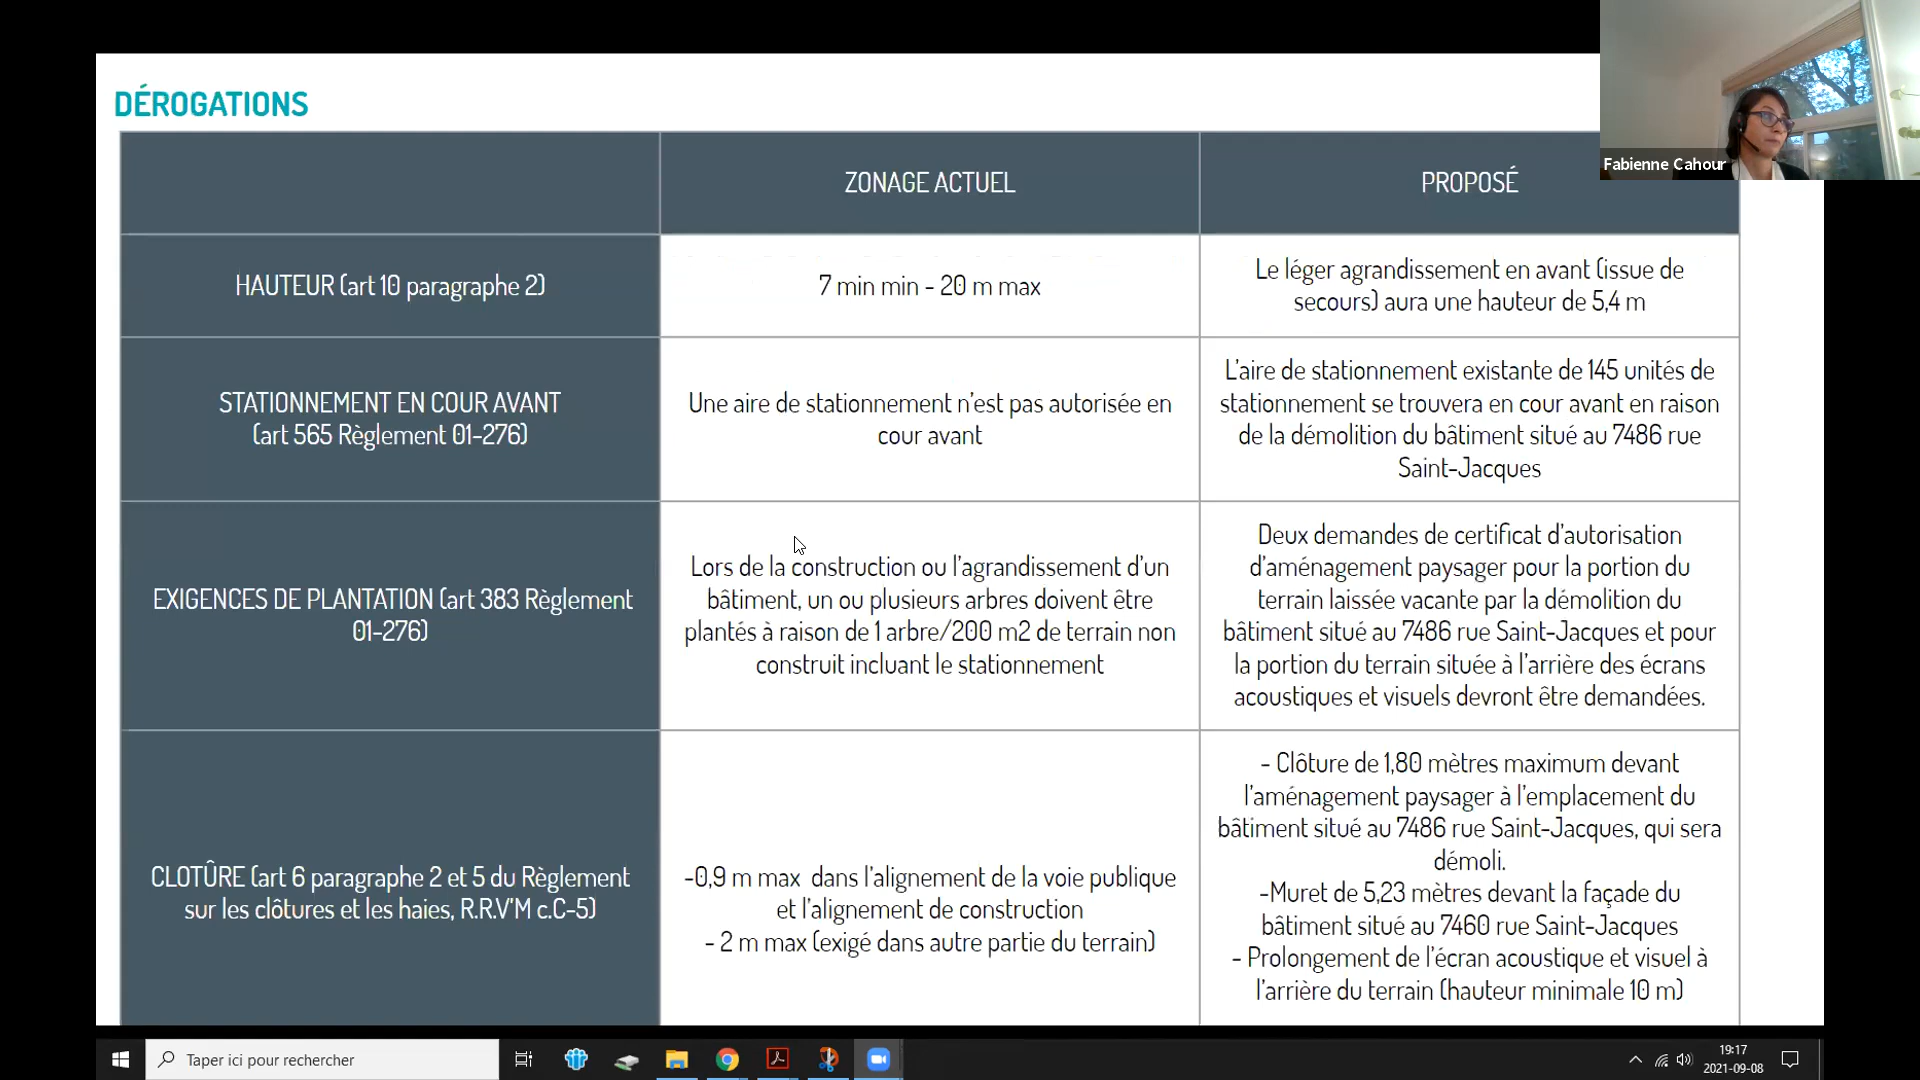 DÉROGATIONS
ZONAGE ACTUEL
PROPOSÉ
Fabienne Cahour
HAUTEUR (art 10 paragraphe 2)
7 min min - 20 m max
Le léger agrandissement en avant (issue de
secours) aura une hauteur de 5,4 m
STATIONNEMENT EN COUR AVANT
(art 565 Règlement 01-276)
Une aire de stationnement n'est pas autorisée en
cour avant
L'aire de stationnement existante de 145 unités de
stationnement se trouvera en cour avant en raison
de la démolition du bâtiment situé au 7486 rue
Saint-Jacques
EXIGENCES DE PLANTATION (art 383 Règlement
01-276)
Lors de la construction ou l'agrandissement d'un
bâtiment, un ou plusieurs arbres doivent être
plantés à raison de 1 arbre/200 m2 de terrain non
construit incluant le stationnement
Deux demandes de certificat d'autorisation
d'aménagement paysager pour la portion du
terrain laissée vacante par la démolition du
bâtiment situé au 7486 rue Saint-Jacques et pour
la portion du terrain située à l'arrière des écrans
acoustiques et visuels devront être demandées.
CLOTÛRE (art 6 paragraphe 2 et 5 du Règlement
sur les clôtures et les haies, R.R.V'M c.C-5)
-0,9 m max dans l'alignement de la voie publique
et l'alignement de construction
- 2 m max (exigé dans autre partie du terrain)
- Clôture de 1,80 mètres maximum devant
l'aménagement paysager à l'emplacement du
bâtiment situé au 7486 rue Saint-Jacques, qui sera
démoli.
-Muret de 5,23 mètres devant la façade du
bâtiment situé au 7460 rue Saint-Jacques
- Prolongement de l'écran acoustique et visuel à
l'arrière du terrain (hauteur minimale 10 m)
Taper ici pour rechercher
19:17
2021-09-08